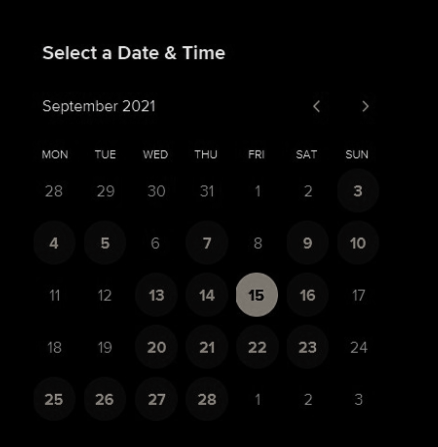 Select a Date & Time
September 2021
MON TUE WED THU FRI SAT SUN
28 29 30 31 1 2 3
4 5 6 7 8 9 10
11 12 13 14 15 16 17
18 19 20 21 22 23 24
25 26 27 28 1 2 3